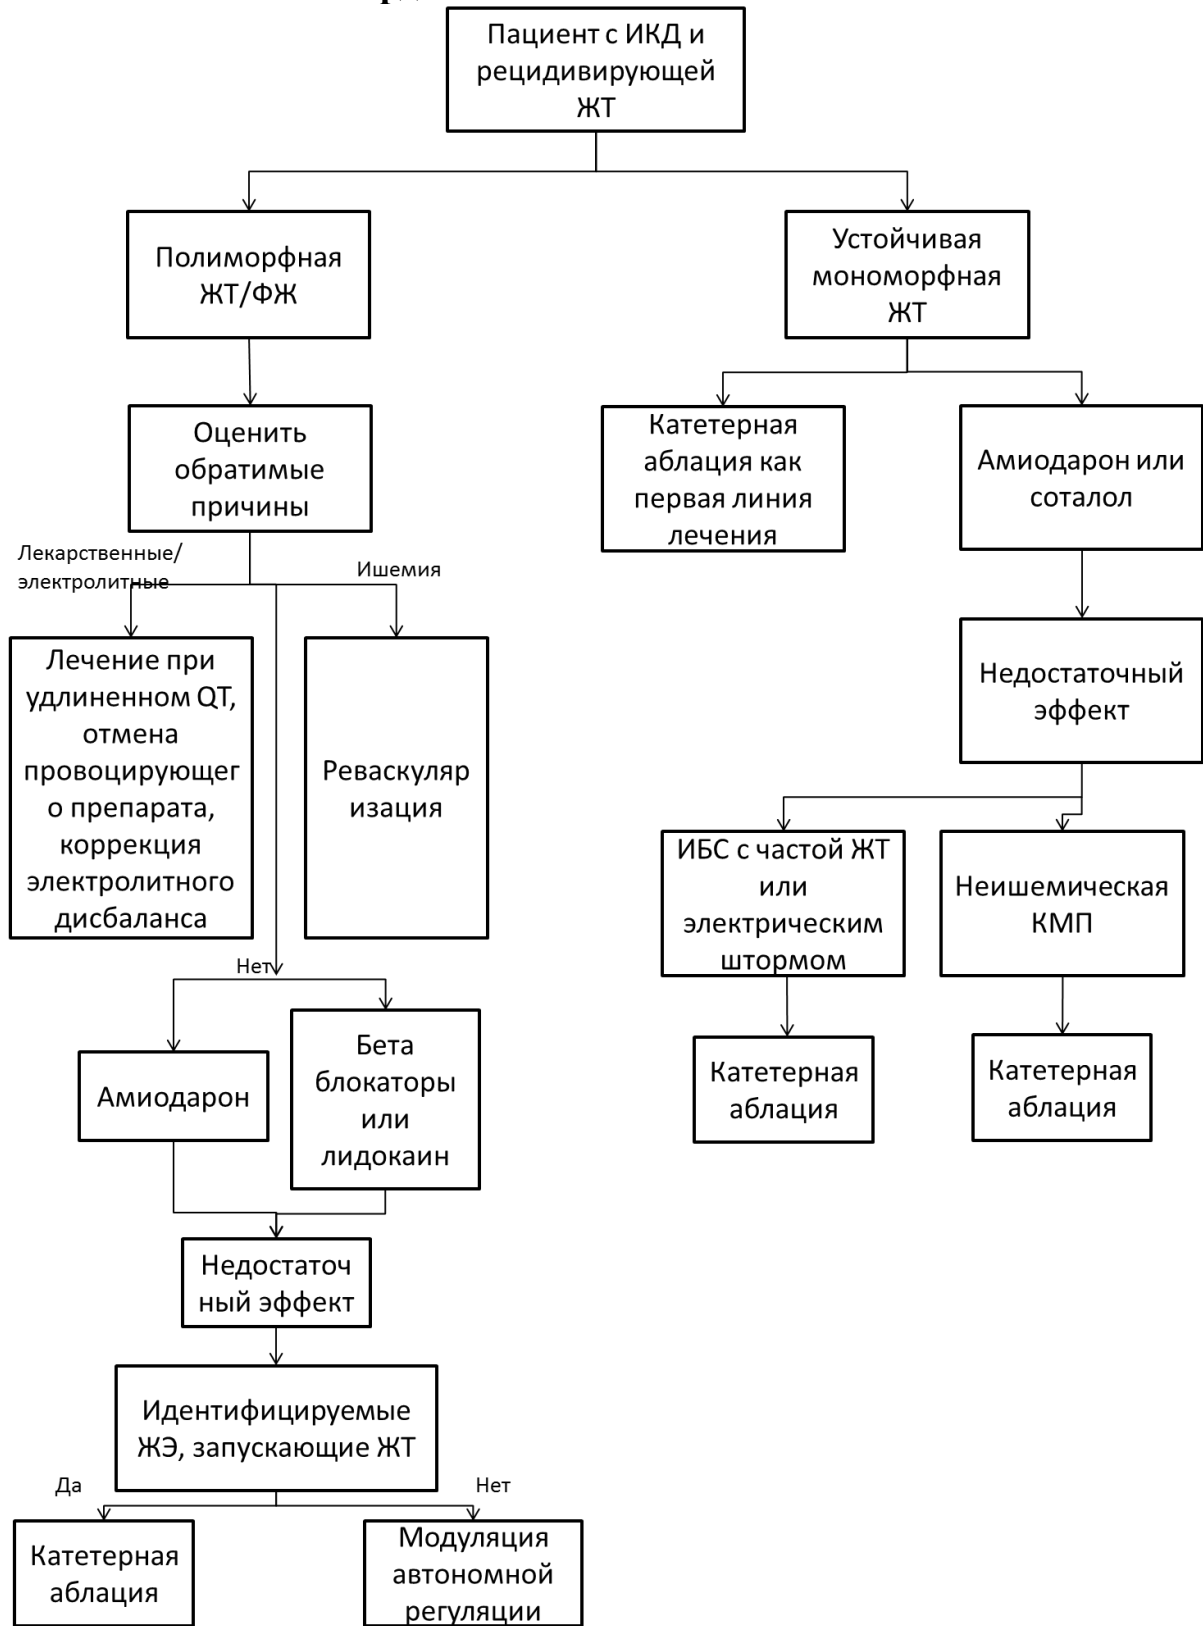 Пациент с ИКД и
рецидивирующей
ЖТ
Полиморфная
ЖТ/ФЖ
Устойчивая
мономорфная
ЖТ
Оценить
обратимые
причины
Катетерная
аблация как
первая линия
лечения
Амиодарон или
соталол
Лекарственные/
электролитные
Ишемия
Лечение при
удлиненном QT,
отмена
провоцирующег
о препарата,
коррекция
электролитного
дисбаланса
Реваскуляр
изация
Недостаточный
эффект
ИБС с частой ЖТ
или
электрическим
штормом
Неишемическая
КМП
Нет
Амиодарон
Бета
блокаторы
или
лидокаин
Катетерная
аблация
Катетерная
аблация
Недостаточ
ный эффект
Идентифицируемые
ЖЭ, запускающие ЖТ
Да
Нет
Катетерная
аблация
Модуляция
автономной
регуляции